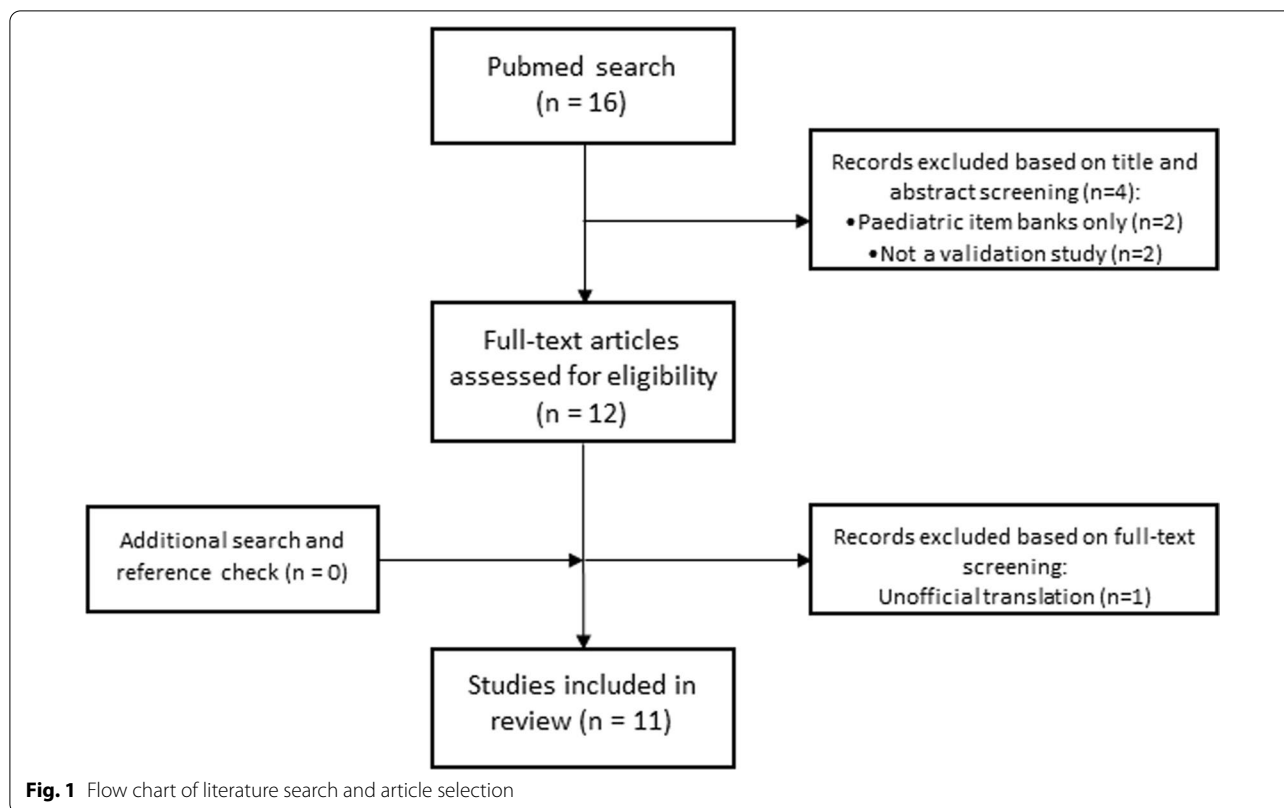 Pubmed search
(n = 16)
Records excluded based on title and
abstract screening (n=4):
•Paediatric item banks only (n=2)
•Not a validation study (n=2)
Full-text articles
assessed for eligibility
(n = 12)
Additional search and
reference check (n = 0)
Records excluded based on full-text
screening:
Unofficial translation (n=1)
Studies included in
review (n = 11)
Fig. 1 Flow chart of literature search and article selection